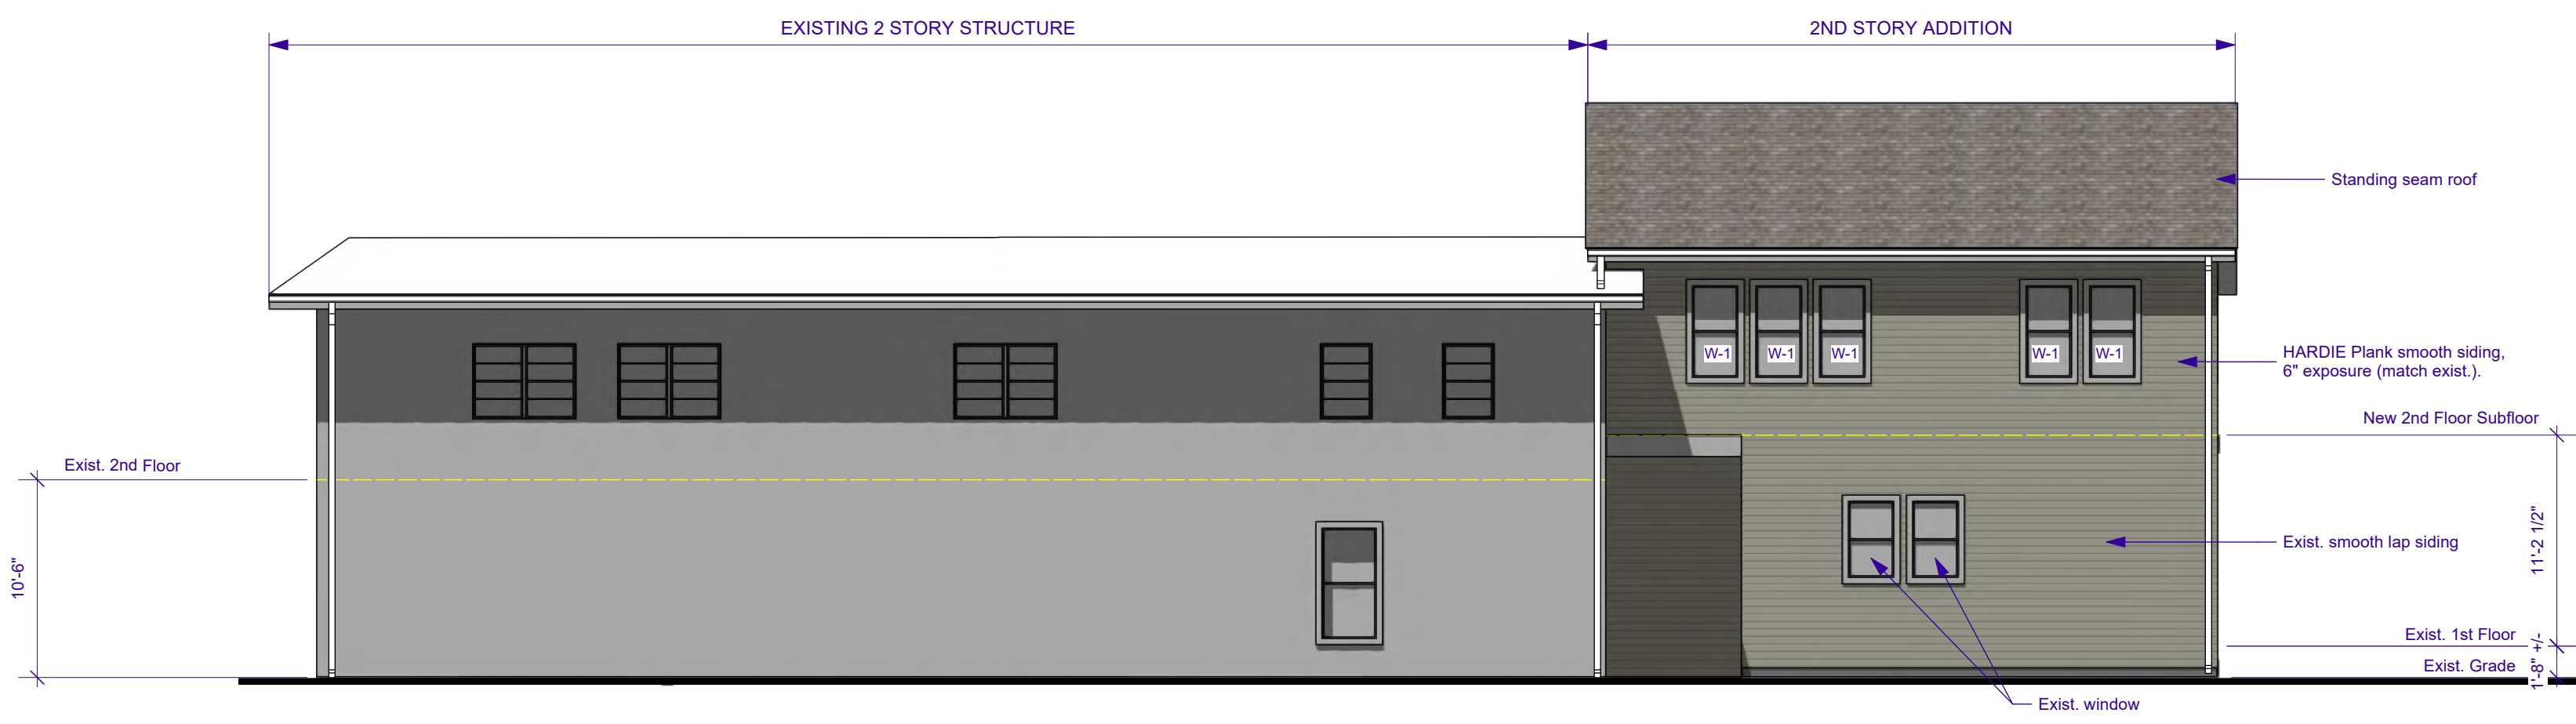 EXISTING 2 STORY STRUCTURE
2ND STORY ADDITION
Standing seam roof
W-1
W-1
W-1
W-1
W-1
HARDIE Plank smooth siding,
6" exposure (match exist.).
New 2nd Floor Subfloor
Exist. 2nd Floor
10'-6"
11'-2 1/2"
Exist. smooth lap siding
Exist. 1st Floor
1'-8" +/-
Exist. Grade
Exist. window